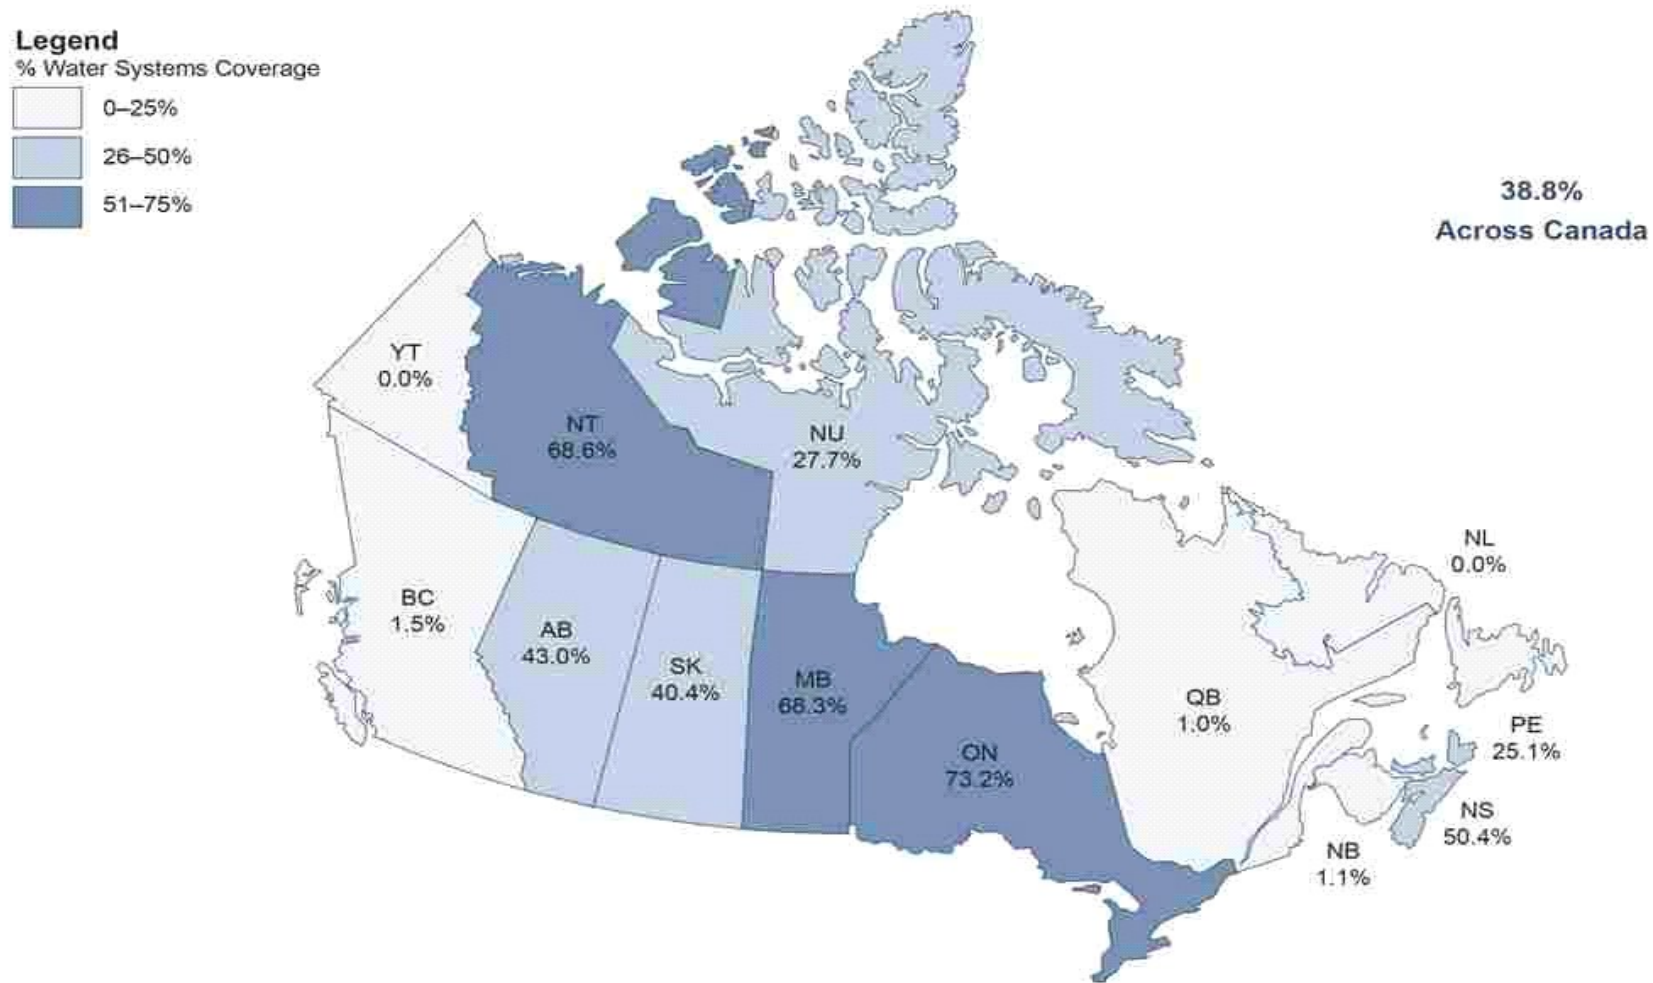 Legend
% Water Systems Coverage
0–25%
26–50%
51–75%
38.8%
Across Canada
YT
0.0%
NT
68.6%
NU
27.7%
NL
0.0%
BC
1.5%
AB
43.0%
SK
40.4%
MB
68.3%
QB
1.0%
ON
73.2%
PE
25.1%
NS
50.4%
NB
1.1%